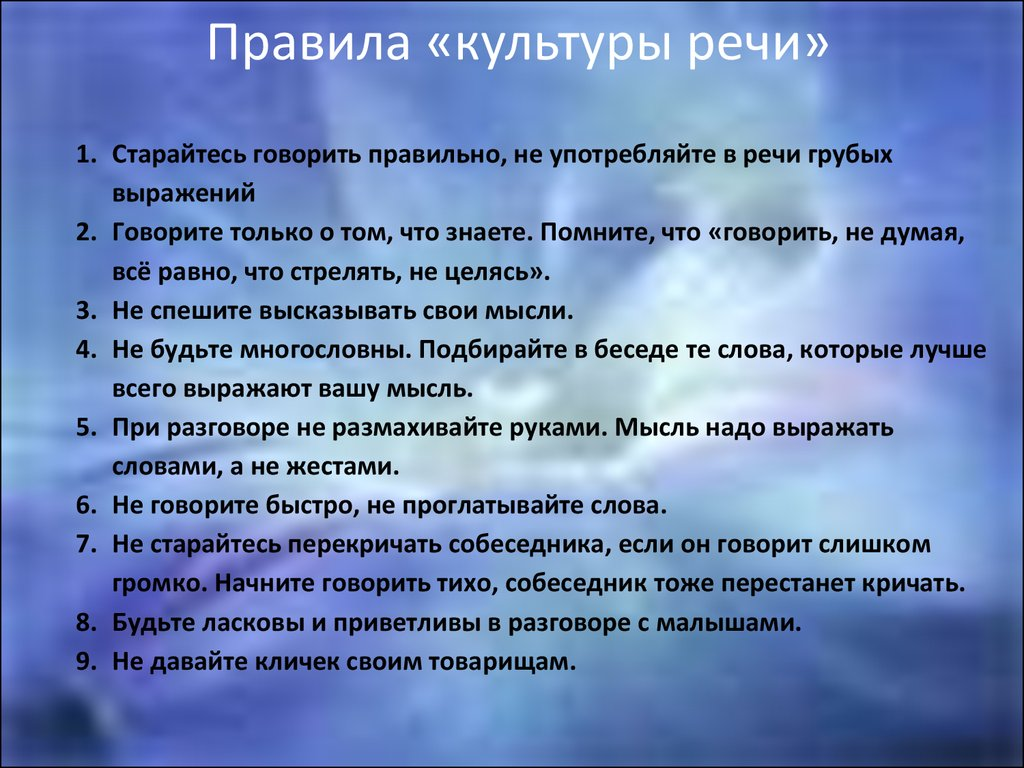 Правила «культуры речи»
1. Старайтесь говорить правильно, не употребляйте в речи грубых
выражений
2. Говорите только о том, что знаете. Помните, что «говорить, не думая,
всё равно, что стрелять, не целясь».
3. Не спешите высказывать свои мысли.
4. Не будьте многословны. Подбирайте в беседе те слова, которые лучше
всего выражают вашу мысль.
5. При разговоре не размахивайте руками. Мысль надо выражать
словами, а не жестами.
6. Не говорите быстро, не проглатывайте слова.
7. Не старайтесь перекричать собеседника, если он говорит слишком
громко. Начните говорить тихо, собеседник тоже перестанет кричать.
8. Будьте ласковы и приветливы в разговоре с малышами.
9. Не давайте кличек своим товарищам.